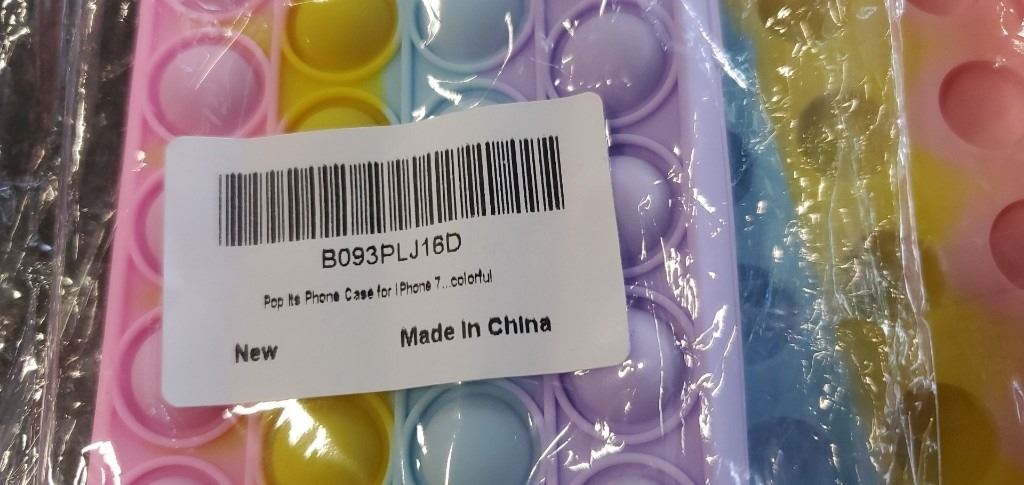 B093PLJ16D
Pop Its Phone Case for iPhone 7...colorful
New
Made In China